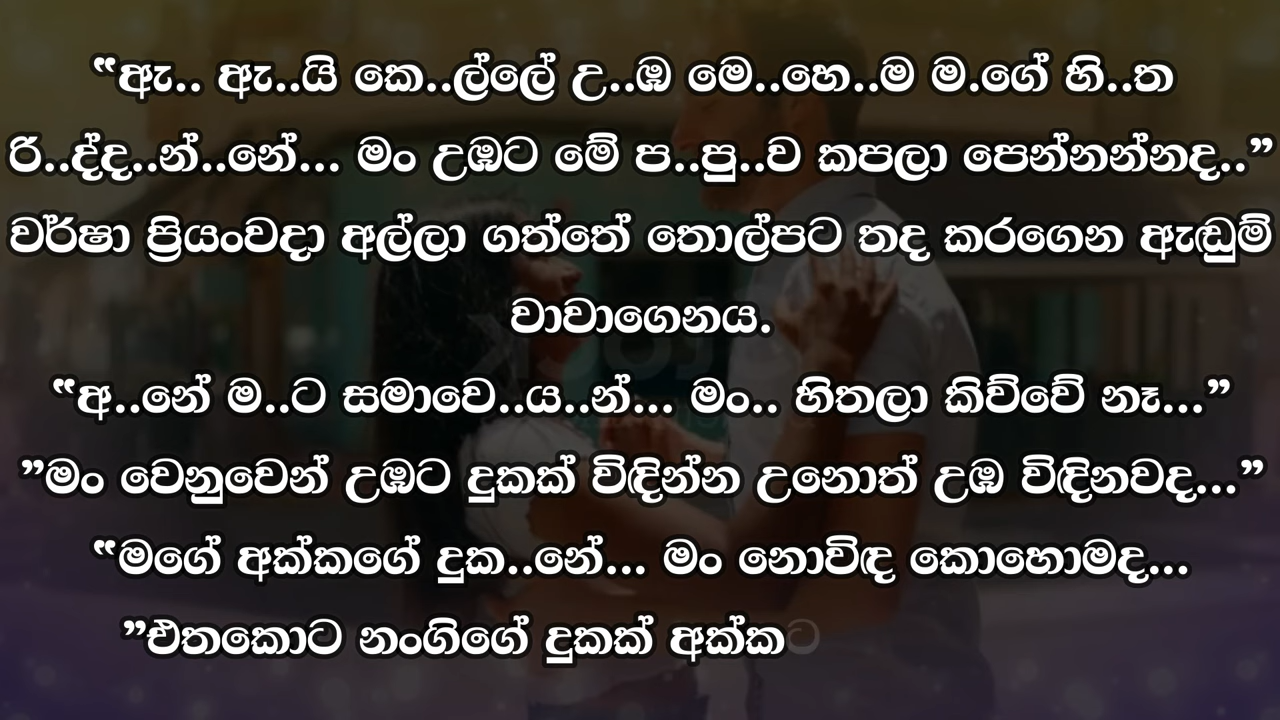 “ඇ.. ඇ..යි කෙ..ල්ලේ උ..ඹ මෙ..හෙ..ම ම.ගේ හි..ත
රි..ද්ද..න්..නේ... මං උඹට මේ ප..පු..ව කපලා පෙන්නන්නද..”
වර්ෂා ප්‍රියංවදා අල්ලා ගත්තේ තොල්පට තද කරගෙන ඇඬුම්
වාවාගෙනය.
“අ..නේ ම..ට සමාවෙ..ය..න්... මං.. හිතලා කිව්වේ නෑ...”
”මං වෙනුවෙන් උඹට දුකක් විඳින්න උනොත් උඹ විඳිනවද...”
“මගේ අක්කගේ දුක..නේ... මං නොවිඳ කොහොමද...
”එතකොට නංගිගේ දුකක් අක්කට